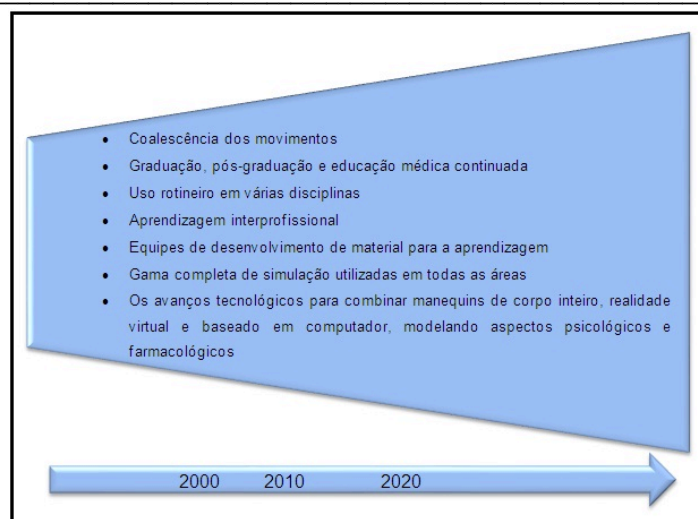 • Coalescência dos movimentos
• Graduação, pós-graduação e educação médica continuada
• Uso rotineiro em várias disciplinas
• Aprendizagem interprofissional
• Equipes de desenvolvimento de material para a aprendizagem
• Gama completa de simulação utilizadas em todas as áreas
• Os avanços tecnológicos para combinar manequins de corpo inteiro, realidade
virtual e baseado em computador, modelando aspectos psicológicos e
farmacológicos
2000 2010 2020